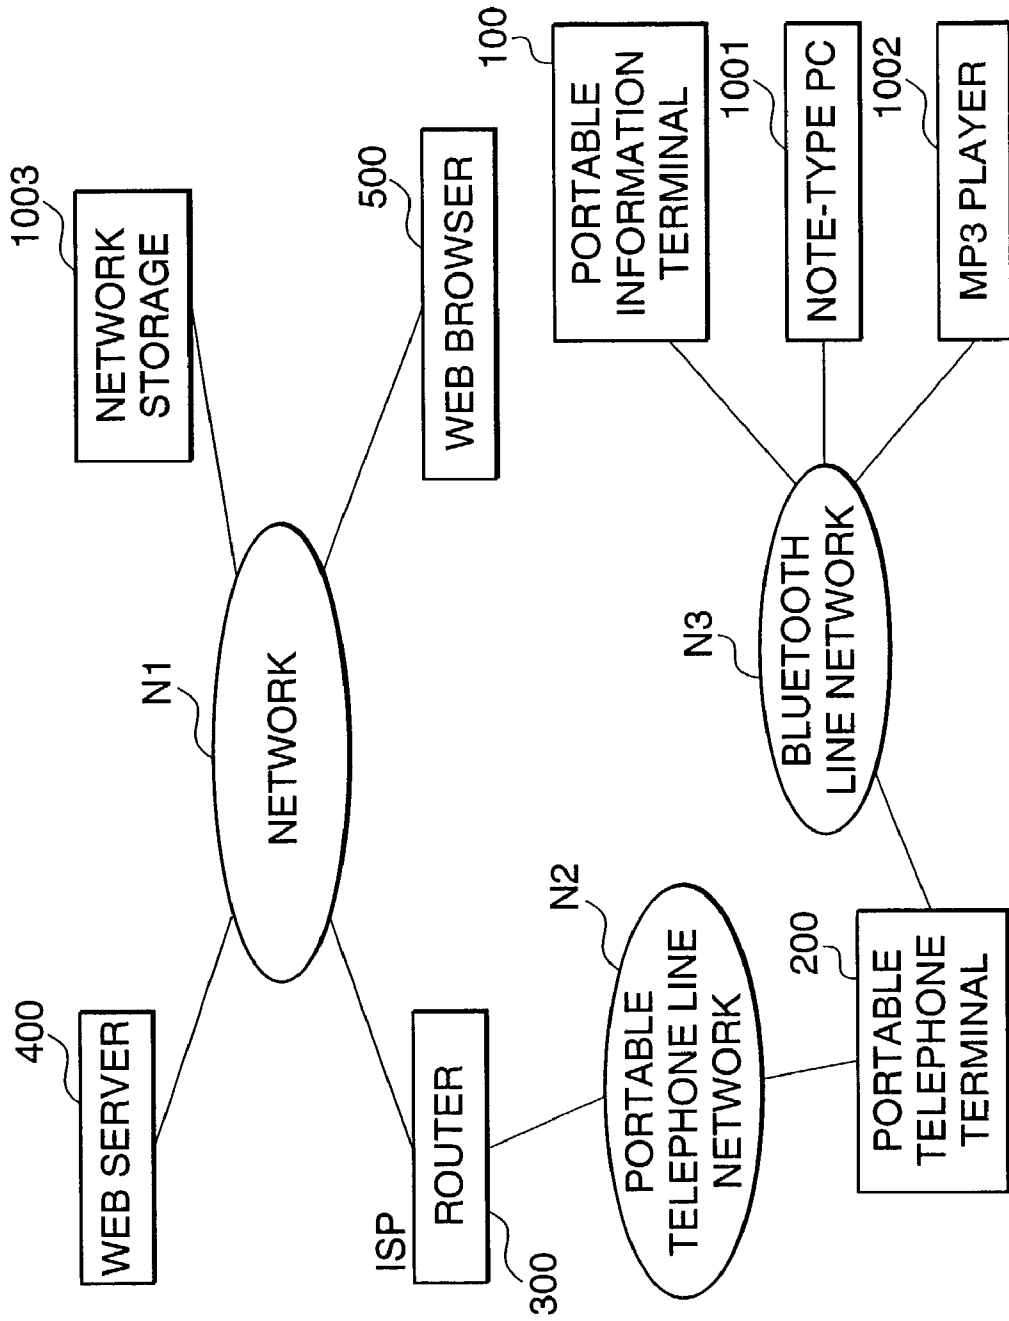 400
WEB SERVER
N1
NETWORK
1003
NETWORK
STORAGE
ISP
ROUTER
300
500
WEB BROWSER
N2
PORTABLE
TELEPHONE LINE
NETWORK
200
PORTABLE
TELEPHONE
TERMINAL
N3
BLUETOOTH
LINE NETWORK
100
PORTABLE
INFORMATION
TERMINAL
1001
NOTE-TYPE PC
1002
MP3 PLAYER